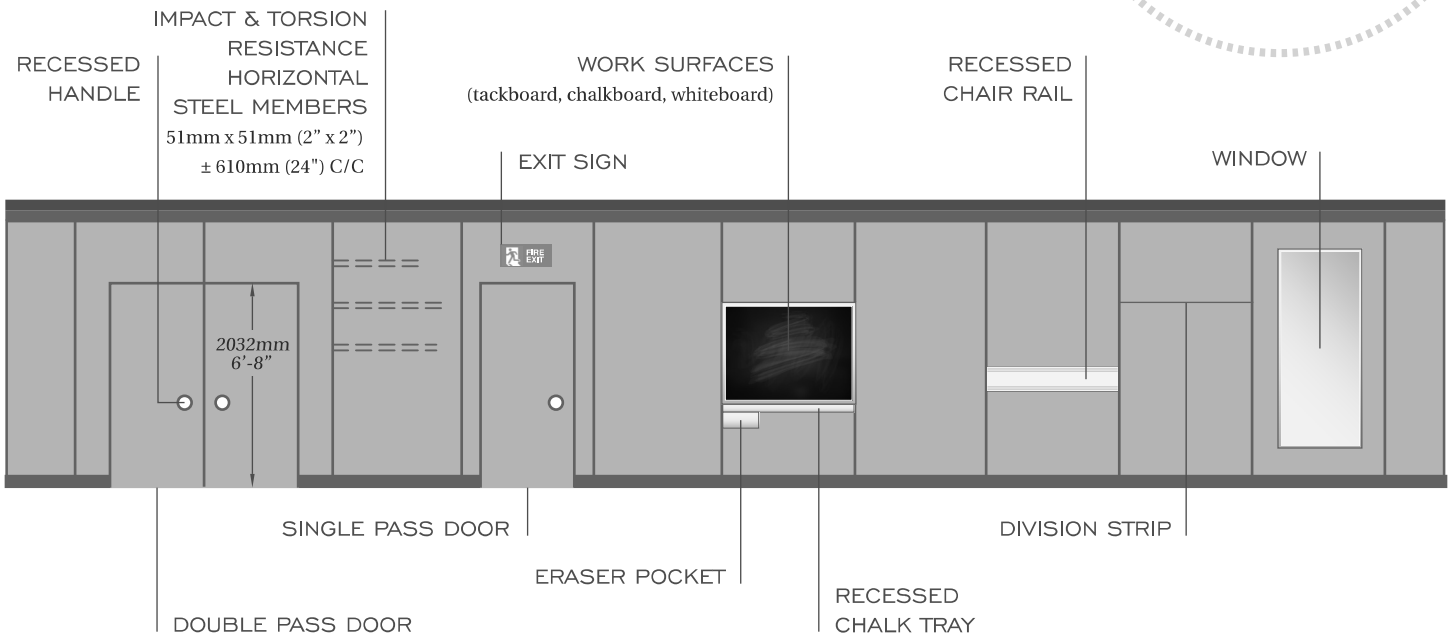 IMPACT & TORSION
RESISTANCE
HORIZONTAL
STEEL MEMBERS
51mm x 51mm (2” x 2”)
± 610mm (24") C/C
RECESSED
HANDLE
WORK SURFACES
(tackboard, chalkboard, whiteboard)
RECESSED
CHAIR RAIL
EXIT SIGN
WINDOW
FIRE
EXIT
2032mm
6’-8”
SINGLE PASS DOOR
DIVISION STRIP
ERASER POCKET
RECESSED
CHALK TRAY
DOUBLE PASS DOOR